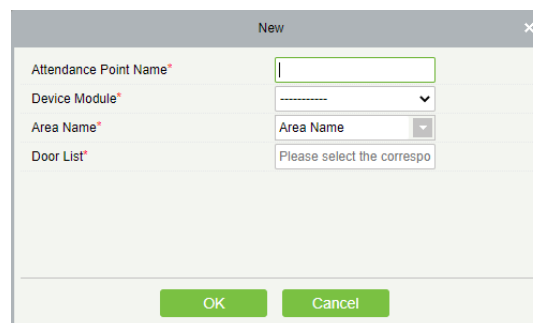 New
Attendance Point Name*
Device Module* -----------
Area Name* Area Name
Door List* Please select the correspo
OK Cancel